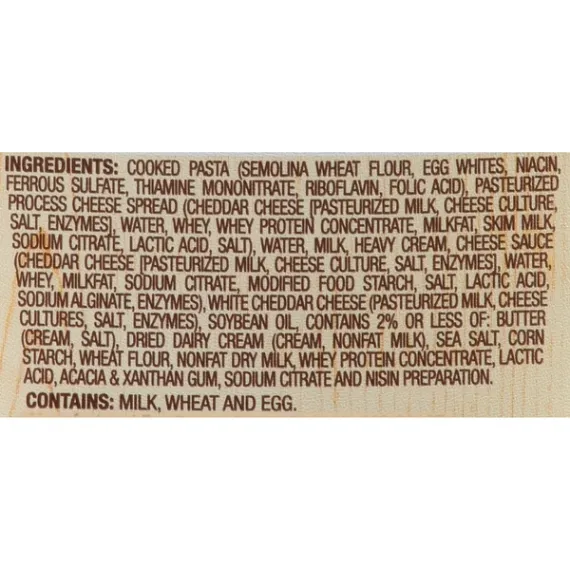 INGREDIENTS: COOKED PASTA (SEMOLINA WHEAT FLOUR, EGG WHITES, NIACIN,
FERROUS SULFATE, THIAMINE MONONITRATE, RIBOFLAVIN, FOLIC ACID), PASTEURIZED
PROCESS CHEESE SPREAD (CHEDDAR CHEESE [PASTEURIZED MILK, CHEESE CULTURE,
SALT ENZYMES], WATER, WHEY, WHEY PROTEIN CONCENTRATE, MILKFAT, SKIM MILK,
SODIUM CITRATE, LACTIC ACID, SALT), WATER, MILK, HEAVY CREAM, CHEESE SAUCE
(CHEDDAR CHEESE [PASTEURIZED MILK, CHEESE CULTURE, SALT, ENZYMES], WATER,
WHEY, MILKFAT, SODIUM CITRATE, MODIFIED FOOD STARCH, SALT, LACTIC ACID,
SODIUM ALGINATE, ENZYMES), WHITE CHEDDAR CHEESE (PASTEURIZED MILK, CHEESE
CULTURES, SALT, ENZYMES), SOYBEAN OIL, CONTAINS 2% OR LESS OF: BUTTER
(CREAM, SALT), DRIED DAIRY CREAM (CREAM, NONFAT MILK), SEA SALT, CORN
STARCH, WHEAT FLOUR, NONFAT DRY MILK, WHEY PROTEIN CONCENTRATE, LACTIC
ACID, ACACIA & XANTHAN GUM, SODIUM CITRATE AND NISIN PREPARATION.
CONTAINS: MILK, WHEAT AND EGG.